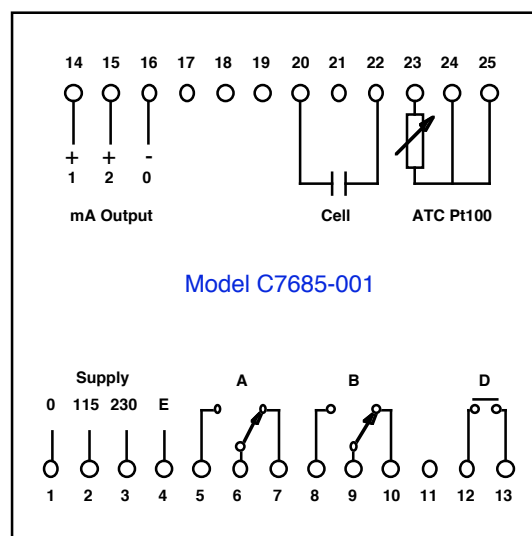 14 15 16 17 18 19 20 21 22 23 24 25
+ + -
1 2 0
mA Output Cell ATC Pt100
Model C7685-001
Supply A B D
0 115 230 E
1 2 3 4 5 6 7 8 9 10 11 12 13